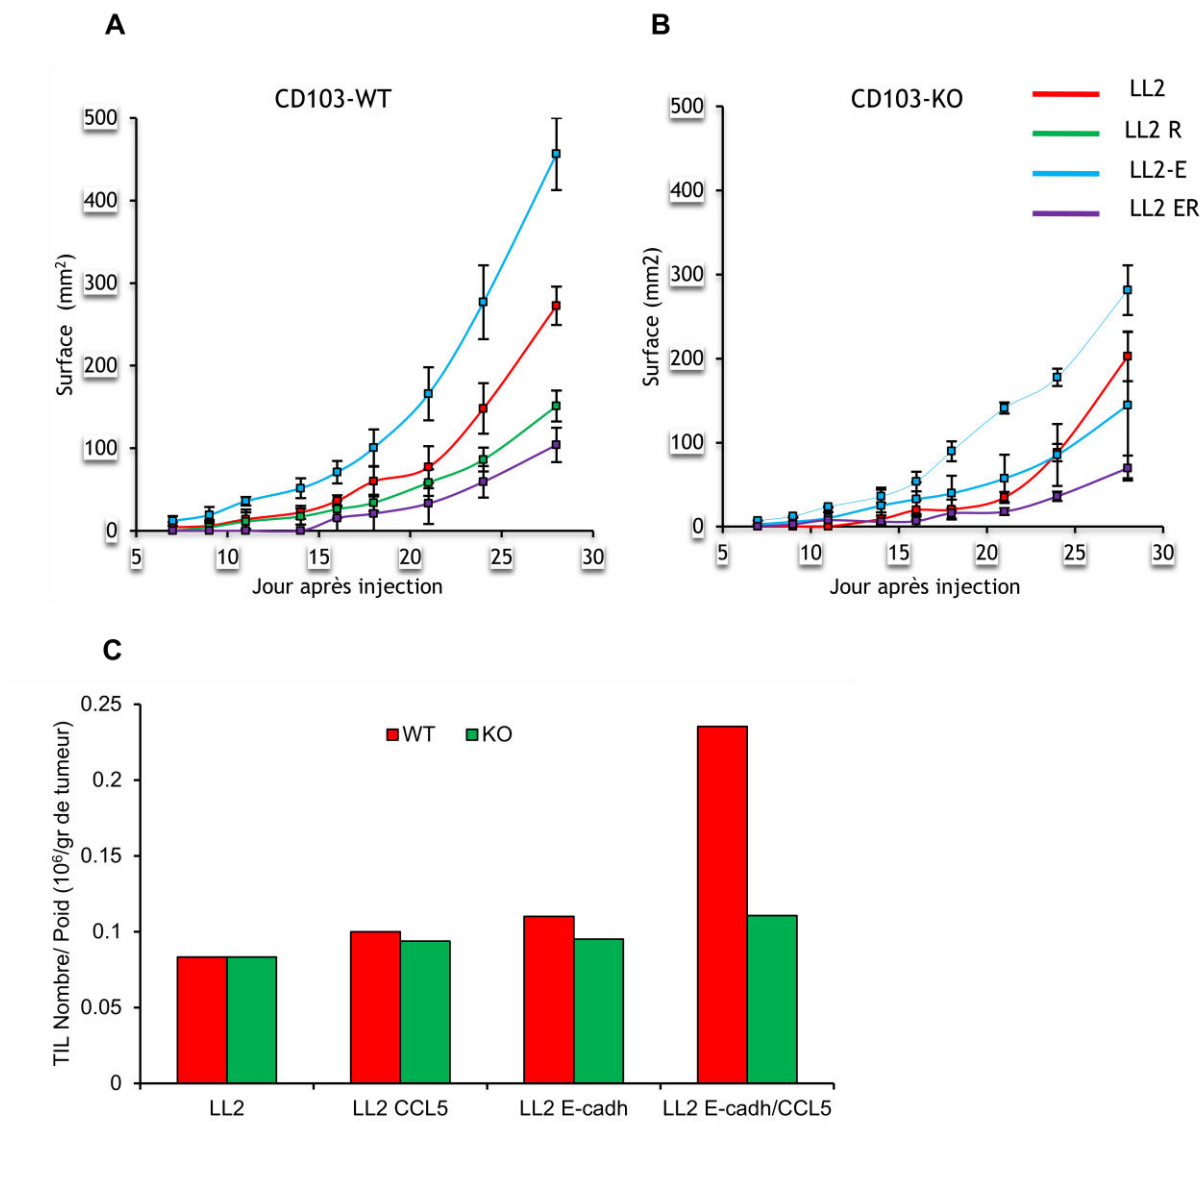 A
B
CD103-WT
CD103-KO
LL2
LL2 R
LL2-E
LL2 ER
500
400
300
200
100
0
Surface (mm²)
5
10
15
20
25
30
Jour après injection
500
400
300
200
100
0
Surface (mm2)
5
10
15
20
25
30
Jour après injection
C
WT
KO
0.25
0.2
0.15
0.1
0.05
0
TIL Nombre/ Poid (10⁶/gr de tumeur)
LL2
LL2 CCL5
LL2 E-cadh
LL2 E-cadh/CCL5